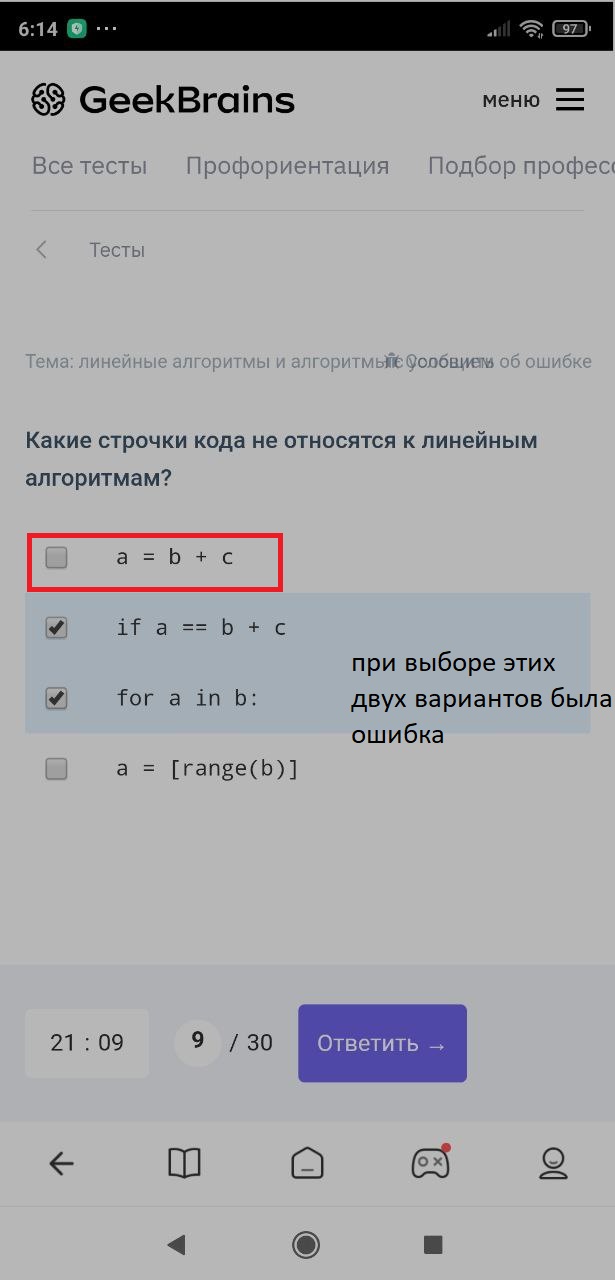 6:14 ... 97
GeekBrains
меню
Все тесты Профориентация Подбор профес
Тесты
Тема: линейные алгоритмы и алгоритмы с условием Сообщить об ошибке
Какие строчки кода не относятся к линейным
алгоритмам?
a = b + c
if a == b + c
при выборе этих
for a in b:
двух вариантов была
ошибка
a = [range(b)]
21 : 09 9 / 30 Ответить →